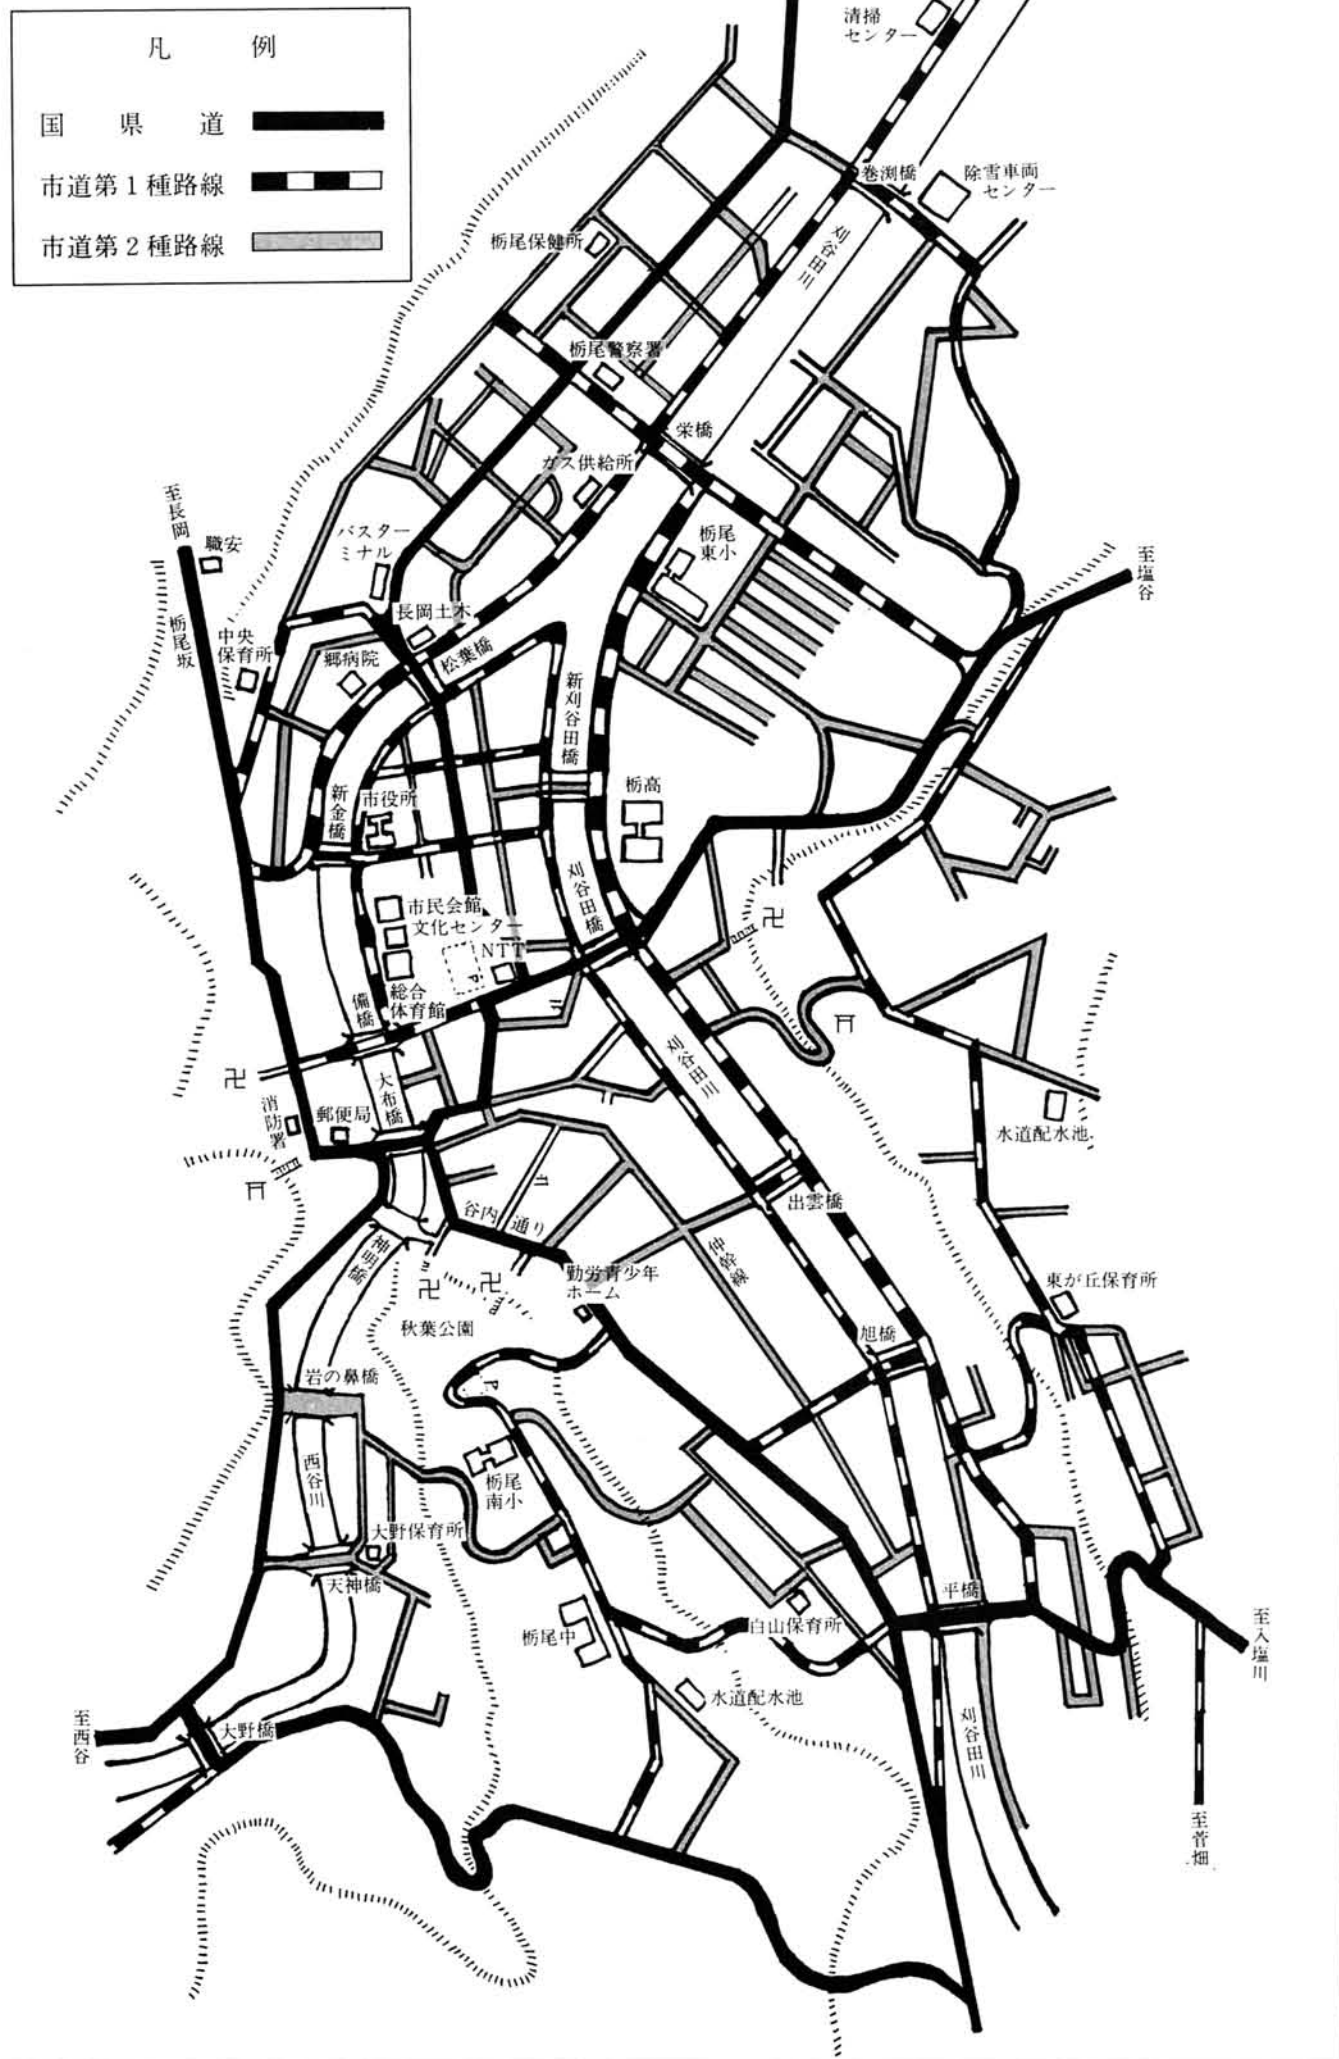 凡 例
国県道
市道第1種路線
市道第2種路線
清掃
センター
巻渕橋
除雪車両
センター
刈谷田川
栃尾保健所
栃尾警察署
栄橋
ガス供給所
至長岡
職安
バスター
ミナル
栃尾
東小
至塩谷
長岡土木
栃尾坂
中央
保育所
郷病院
松葉橋
新刈谷田橋
新金橋
市役所
栃高
刈谷田橋
市民会館
文化センター
NTT
P
総合
体育館
備橋
刈谷田川
大布橋
消防署
郵便局
水道配水池
出雲橋
谷内通り
神明橋
仲幹線
勤労青少年
ホーム
東が丘保育所
秋葉公園
旭橋
岩の鼻橋
P
西谷川
栃尾
南小
大野保育所
天神橋
平橋
栃尾中
白山保育所
至入塩川
水道配水池
至西谷
大野橋
刈谷田川
至菅畑